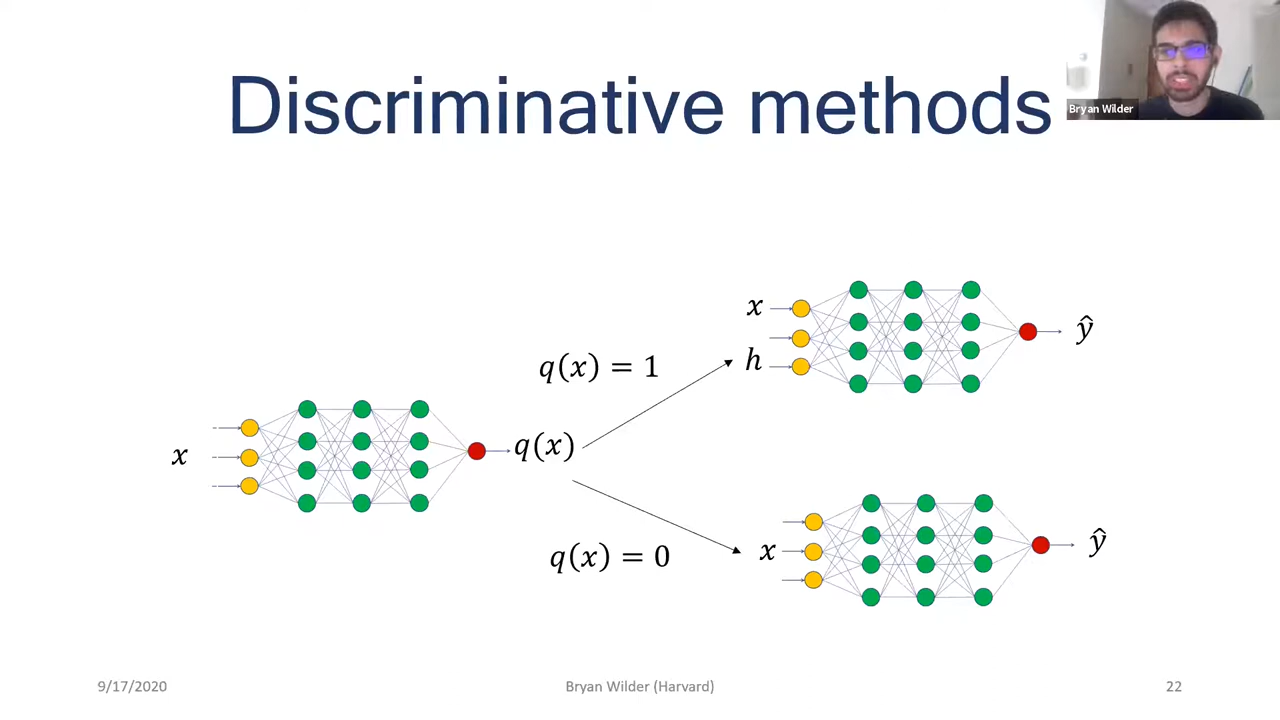 Discriminative methods
Bryan Wilder
x
h
ŷ
q(x) = 1
x
q(x)
q(x) = 0
x
ŷ
9/17/2020
Bryan Wilder (Harvard)
22